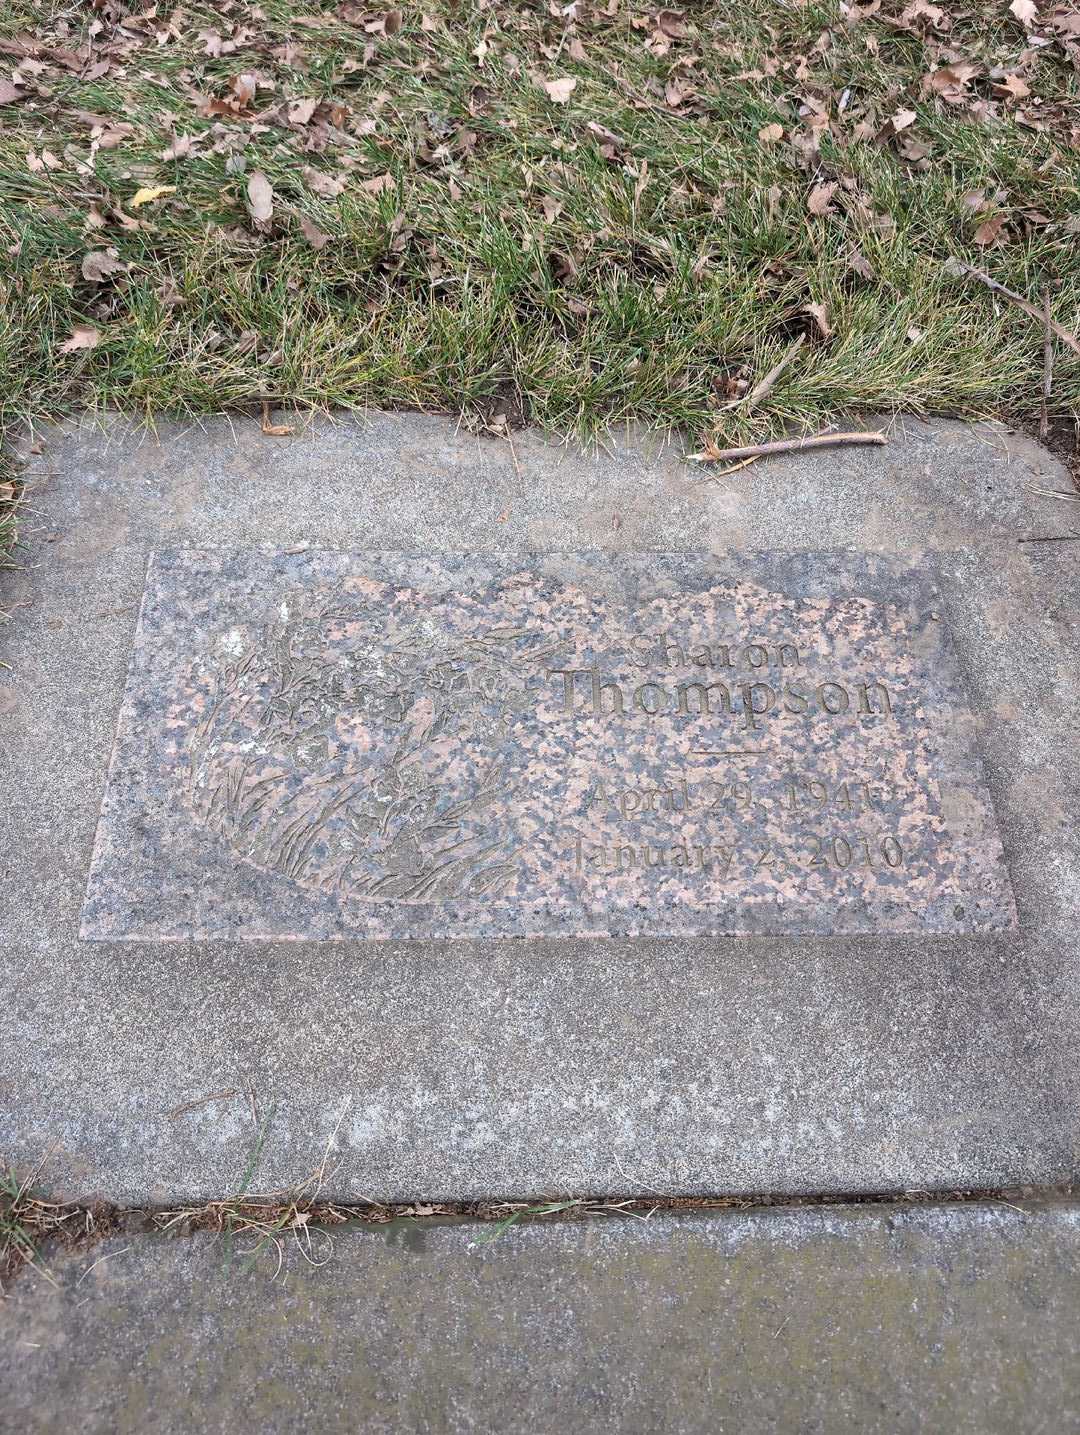 Sharon
Thompson
April 29, 1941
January 2, 2010